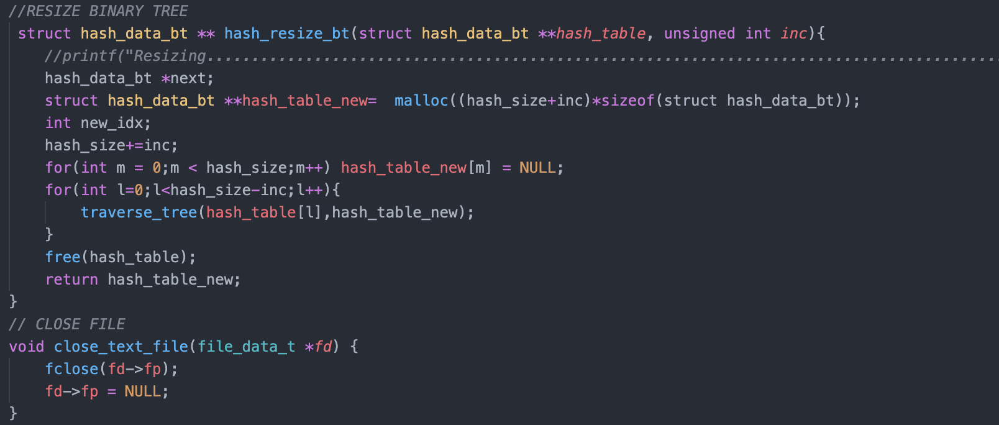 //RESIZE BINARY TREE
struct hash_data_bt ** hash_resize_bt(struct hash_data_bt **hash_table, unsigned int inc){
//printf("Resizing.........................................................................................
hash_data_bt *next;
struct hash_data_bt **hash_table_new=  malloc((hash_size+inc)*sizeof(struct hash_data_bt));
int new_idx;
hash_size+=inc;
for(int m = 0;m < hash_size;m++) hash_table_new[m] = NULL;
for(int l=0;l<hash_size-inc;l++){
traverse_tree(hash_table[l],hash_table_new);
}
free(hash_table);
return hash_table_new;
}
// CLOSE FILE
void close_text_file(file_data_t *fd) {
fclose(fd->fp);
fd->fp = NULL;
}